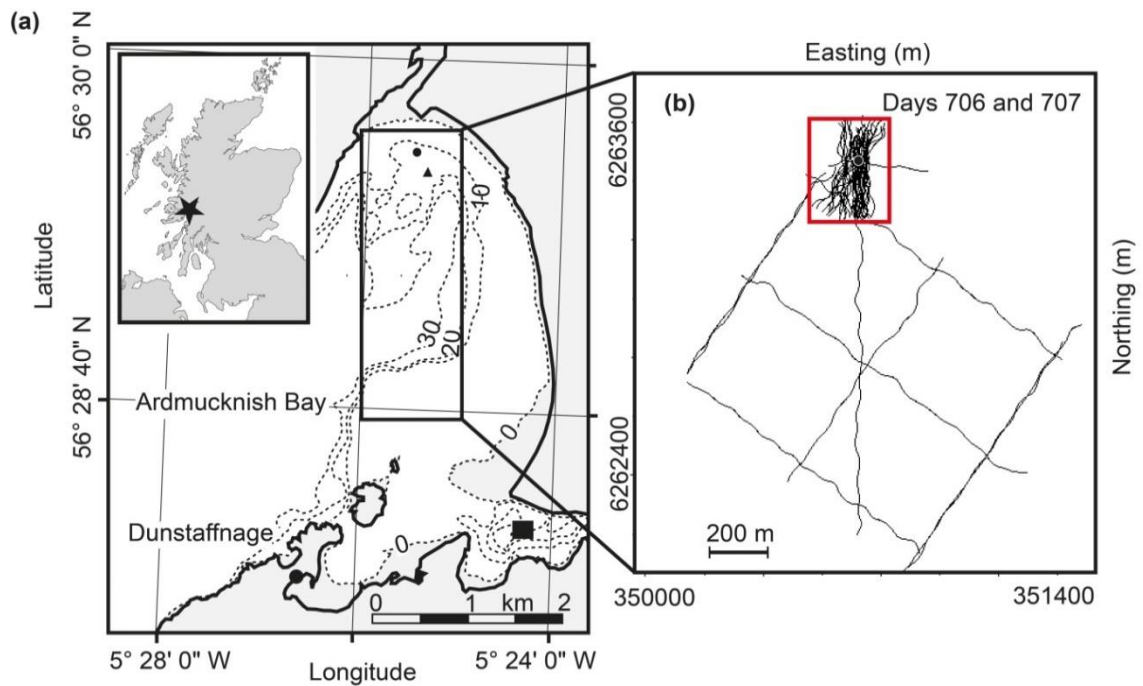 (a)
56° 30' 0" N
Latitude
56° 28' 40" N
10
30
20
Ardmucknish Bay
0
Dunstaffnage
0
0 1 km 2
5° 28' 0" W
5° 24' 0" W
Longitude
Easting (m)
(b)
Days 706 and 707
6263600
6262400
Northing (m)
200 m
350000
351400